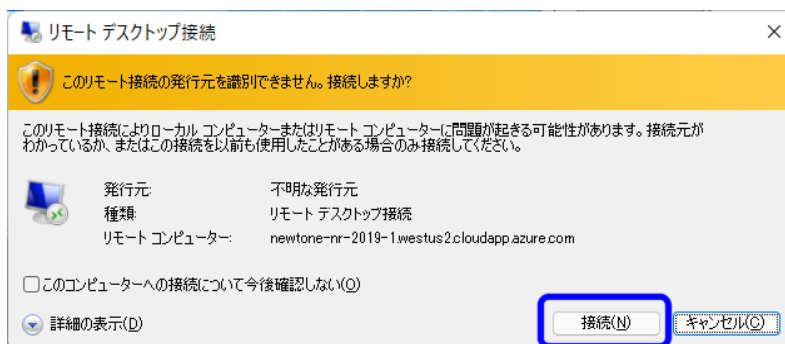 リモート デスクトップ接続
このリモート接続の発行元を識別できません。接続しますか?
このリモート接続によりローカル コンピューターまたはリモート コンピューターに問題が起きる可能性があります。接続元が
わかっているか、またはこの接続を以前も使用したことがある場合のみ接続してください。
発行元: 不明な発行元
種類: リモート デスクトップ接続
リモート コンピューター: newtone-nr-2019-1.westus2.cloudapp.azure.com
このコンピューターへの接続について今後確認しない(O)
詳細の表示(D) 接続(N) キャンセル(C)